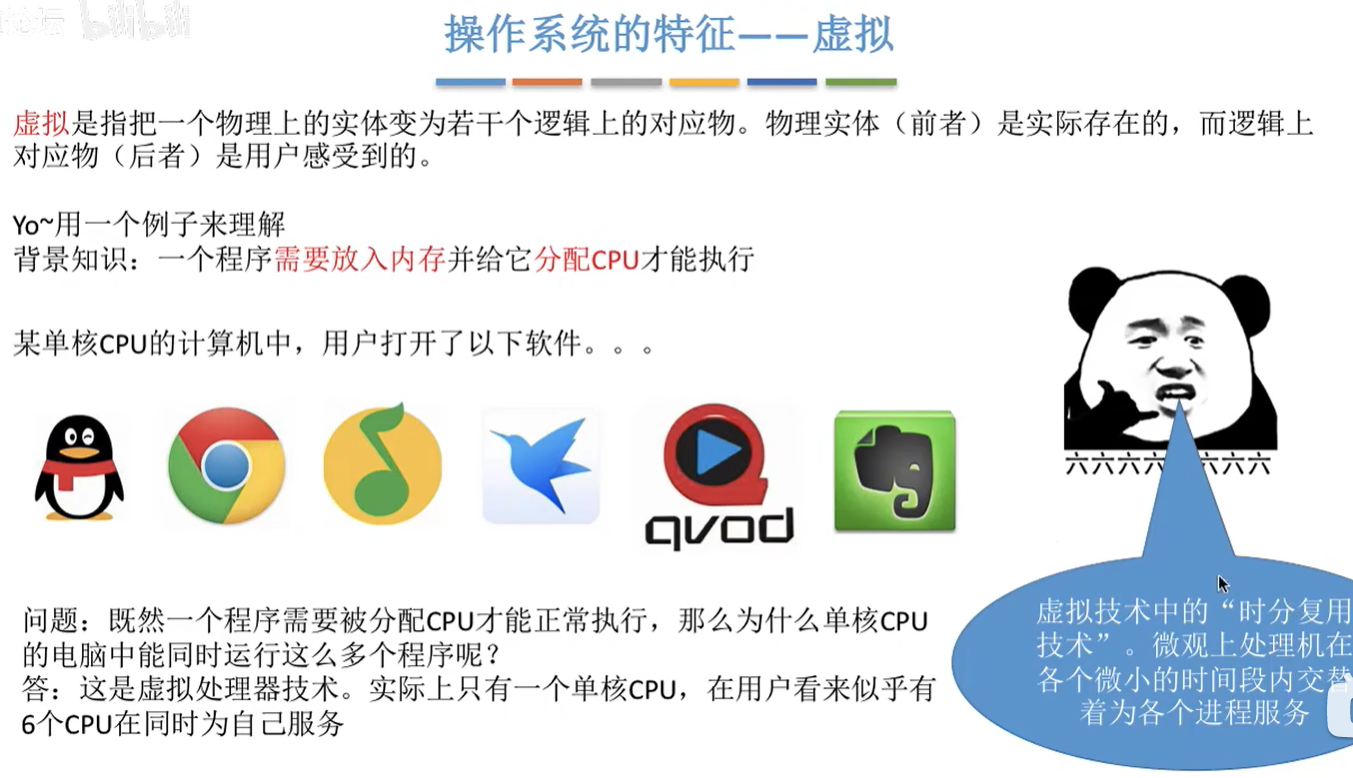 论坛 bilibili
操作系统的特征——虚拟
虚拟是指把一个物理上的实体变为若干个逻辑上的对应物。物理实体（前者）是实际存在的，而逻辑上
对应物（后者）是用户感受到的。
Yo~用一个例子来理解
背景知识：一个程序需要放入内存并给它分配CPU才能执行
某单核CPU的计算机中，用户打开了以下软件。。。
qvod
六六六六六六六六
问题：既然一个程序需要被分配CPU才能正常执行，那么为什么单核CPU
的电脑中能同时运行这么多个程序呢？
答：这是虚拟处理器技术。实际上只有一个单核CPU，在用户看来似乎有
6个CPU在同时为自己服务
虚拟技术中的“时分复用
技术”。微观上处理机在
各个微小的时间段内交替
着为各个进程服务